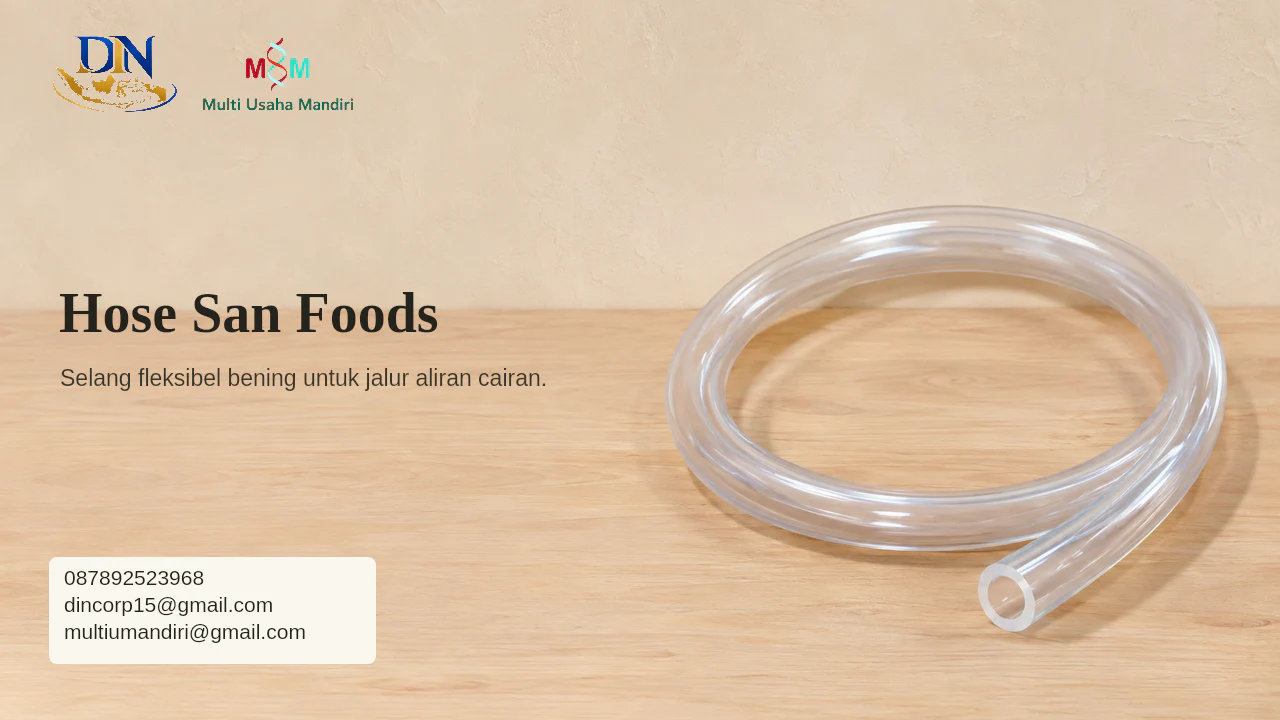 DIN
MSM
Multi Usaha Mandiri
Hose San Foods
Selang fleksibel bening untuk jalur aliran cairan.
087892523968
dincorp15@gmail.com
multiumandiri@gmail.com